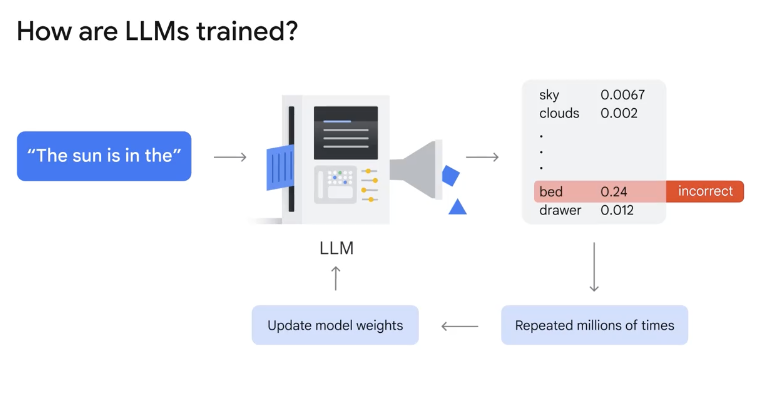 How are LLMs trained?
“The sun is in the”
LLM
sky 0.0067
clouds 0.002
.
.
.
bed 0.24 incorrect
drawer 0.012
Repeated millions of times
Update model weights